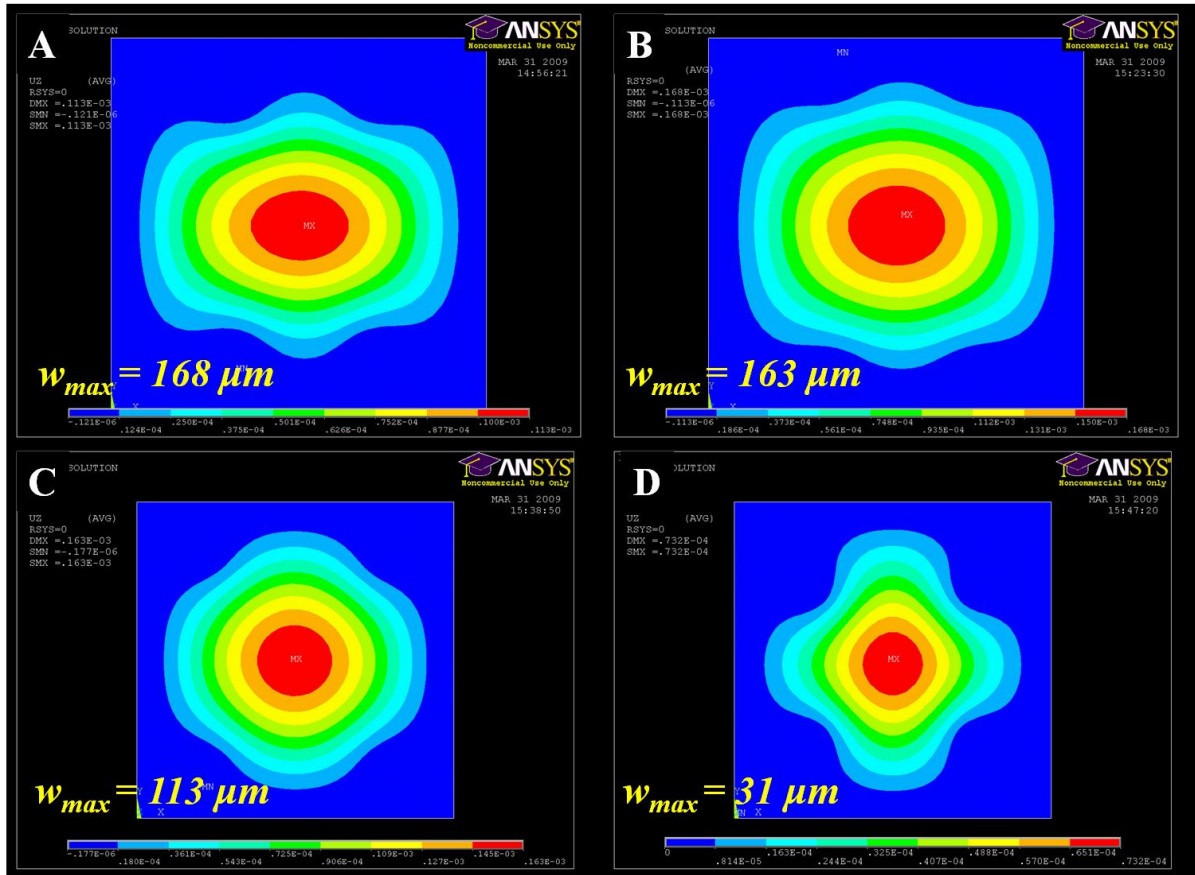 A
SOLUTION
ANSYS
Noncommercial Use Only
MAR 31 2009
14:56:21
UZ (AVG)
RSYS=0
DMX =.113E-03
SMN =-.121E-06
SMX =.113E-03
MX
MN
w_max = 168 µm
Y
X
-.121E-06 .250E-04 .501E-04 .752E-04 .100E-03
.124E-04 .375E-04 .626E-04 .877E-04 .113E-03
B
SOLUTION
ANSYS
Noncommercial Use Only
MAR 31 2009
15:23:30
MN
(AVG)
RSYS=0
DMX =.168E-03
SMN =-.113E-06
SMX =.168E-03
MX
w_max = 163 µm
Y
X
-.113E-06 .373E-04 .748E-04 .112E-03 .150E-03
.186E-04 .561E-04 .935E-04 .131E-03 .168E-03
C
SOLUTION
ANSYS
Noncommercial Use Only
MAR 31 2009
15:38:50
UZ (AVG)
RSYS=0
DMX =.163E-03
SMN =-.177E-06
SMX =.163E-03
MX
MN
w_max = 113 µm
Y
X
-.177E-06 .361E-04 .725E-04 .109E-03 .145E-03
.180E-04 .543E-04 .906E-04 .127E-03 .163E-03
D
OLUTION
ANSYS
Noncommercial Use Only
MAR 31 2009
15:47:20
UZ (AVG)
RSYS=0
DMX =.732E-04
SMX =.732E-04
MX
w_max = 31 µm
Y
MN X
0 .163E-04 .325E-04 .488E-04 .651E-04
.814E-05 .244E-04 .407E-04 .570E-04 .732E-04